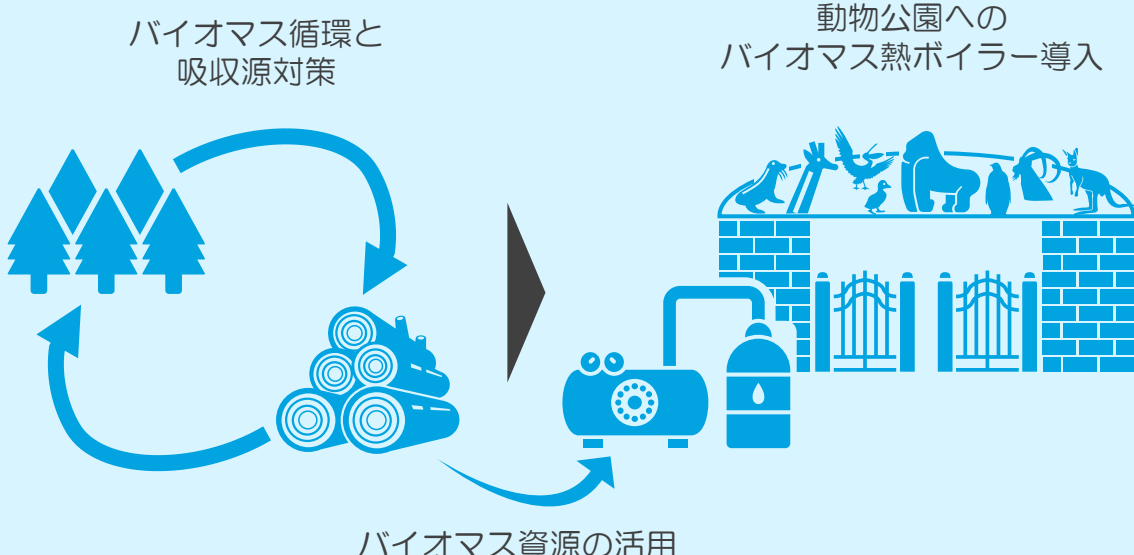 バイオマス循環と
吸収源対策
動物公園への
バイオマス熱ボイラー導入
バイオマス資源の活用